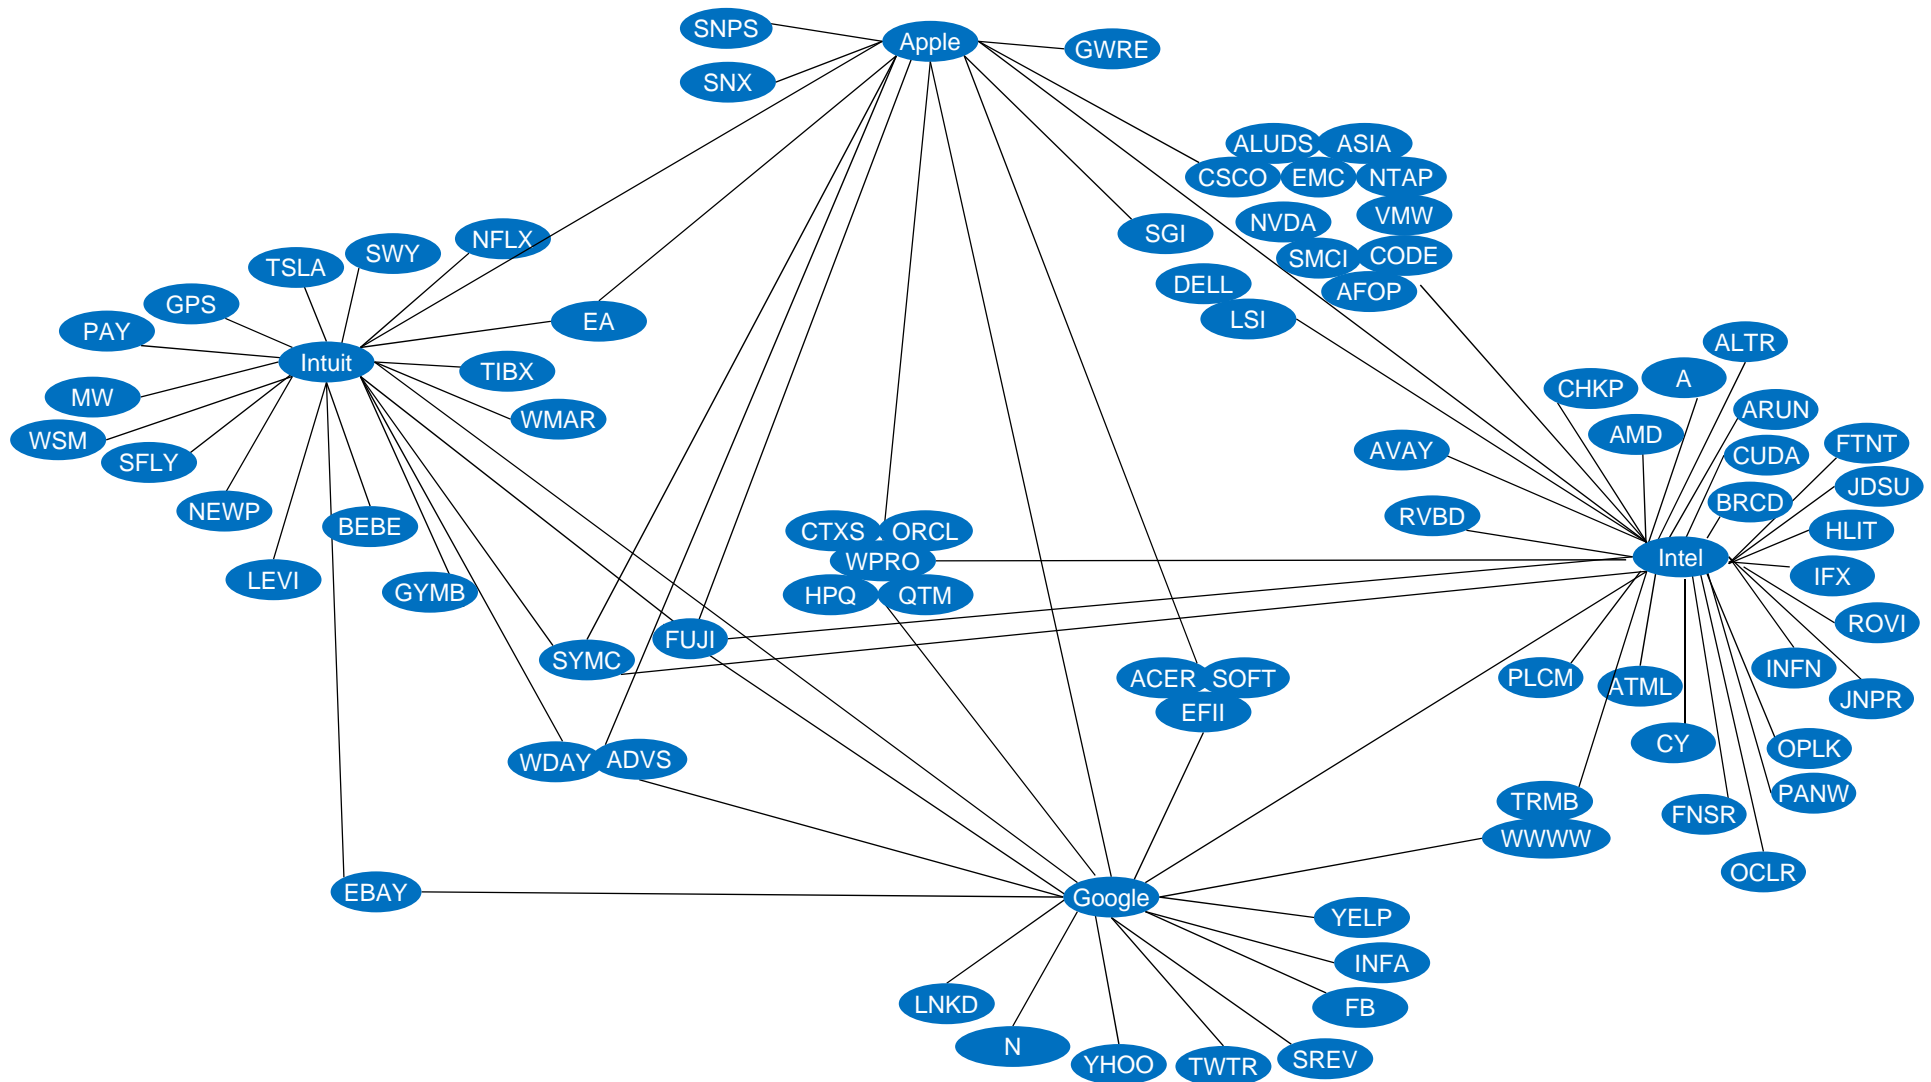 SNPS
Apple
GWRE
SNX
ALUDS
ASIA
CSCO
EMC
NTAP
NVDA
VMW
SGI
SMCI
CODE
DELL
AFOP
LSI
NFLX
SWY
TSLA
GPS
PAY
EA
Intuit
TIBX
MW
WMAR
WSM
SFLY
NEWP
BEBE
LEVI
GYMB
ALTR
A
CHKP
ARUN
AMD
FTNT
AVAY
CUDA
JDSU
BRCD
RVBD
HLIT
Intel
IFX
ROVI
INFN
JNPR
PLCM
ATML
CY
OPLK
PANW
FNSR
OCLR
TRMB
WWWW
CTXS
ORCL
WPRO
HPQ
QTM
FUJI
SYMC
ACER
SOFT
EFII
WDAY
ADVS
EBAY
Google
YELP
INFA
LNKD
FB
N
YHOO
TWTR
SREV